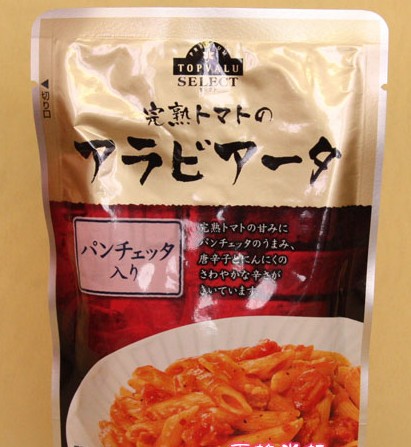 TOPVALU
SELECT
切り口
完熟トマトの
アラビアータ
パンチェッタ
入り
完熟トマトの甘みに
パンチェッタのうまみ、
唐辛子とにんにくの
さわやかな辛さが
きいています。